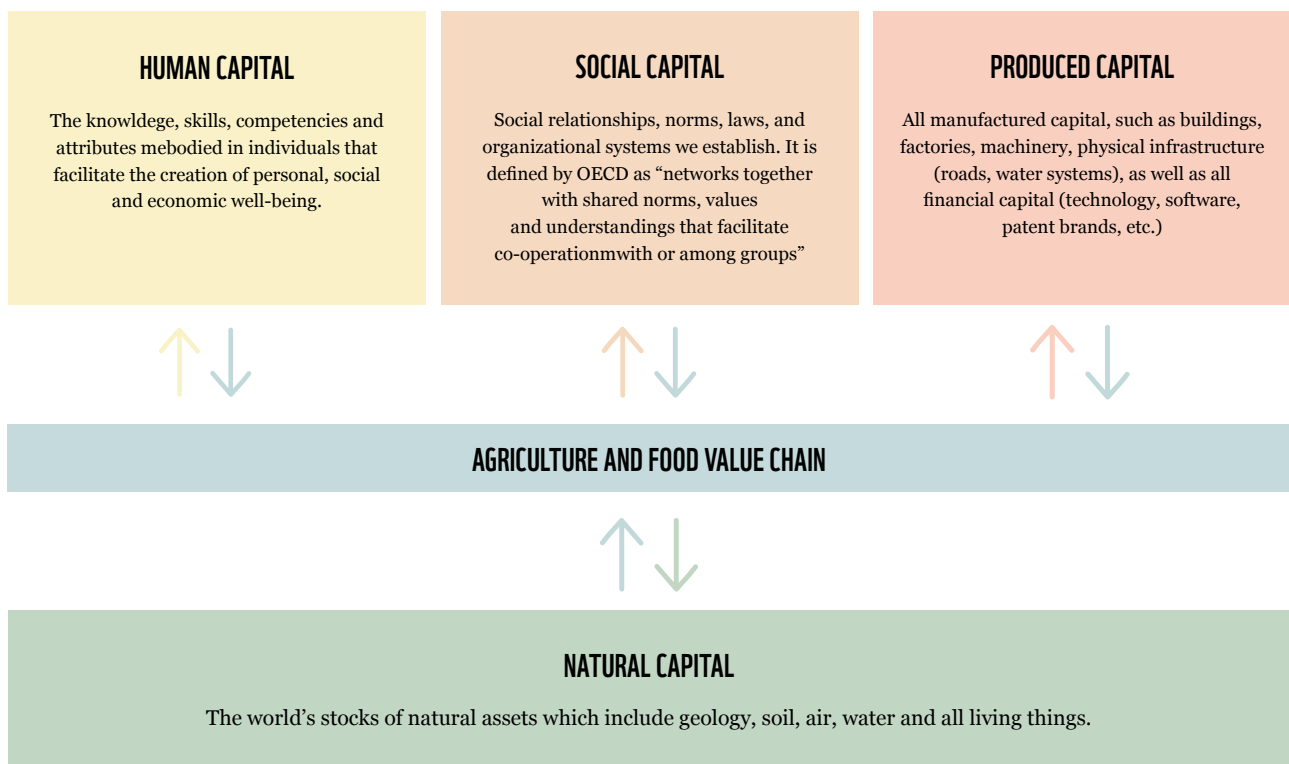 HUMAN CAPITAL
The knowldege, skills, competencies and
attributes mebodied in individuals that
facilitate the creation of personal, social
and economic well-being.
SOCIAL CAPITAL
Social relationships, norms, laws, and
organizational systems we establish. It is
defined by OECD as “networks together
with shared norms, values
and understandings that facilitate
co-operationmwith or among groups”
PRODUCED CAPITAL
All manufactured capital, such as buildings,
factories, machinery, physical infrastructure
(roads, water systems), as well as all
financial capital (technology, software,
patent brands, etc.)
AGRICULTURE AND FOOD VALUE CHAIN
NATURAL CAPITAL
The world’s stocks of natural assets which include geology, soil, air, water and all living things.